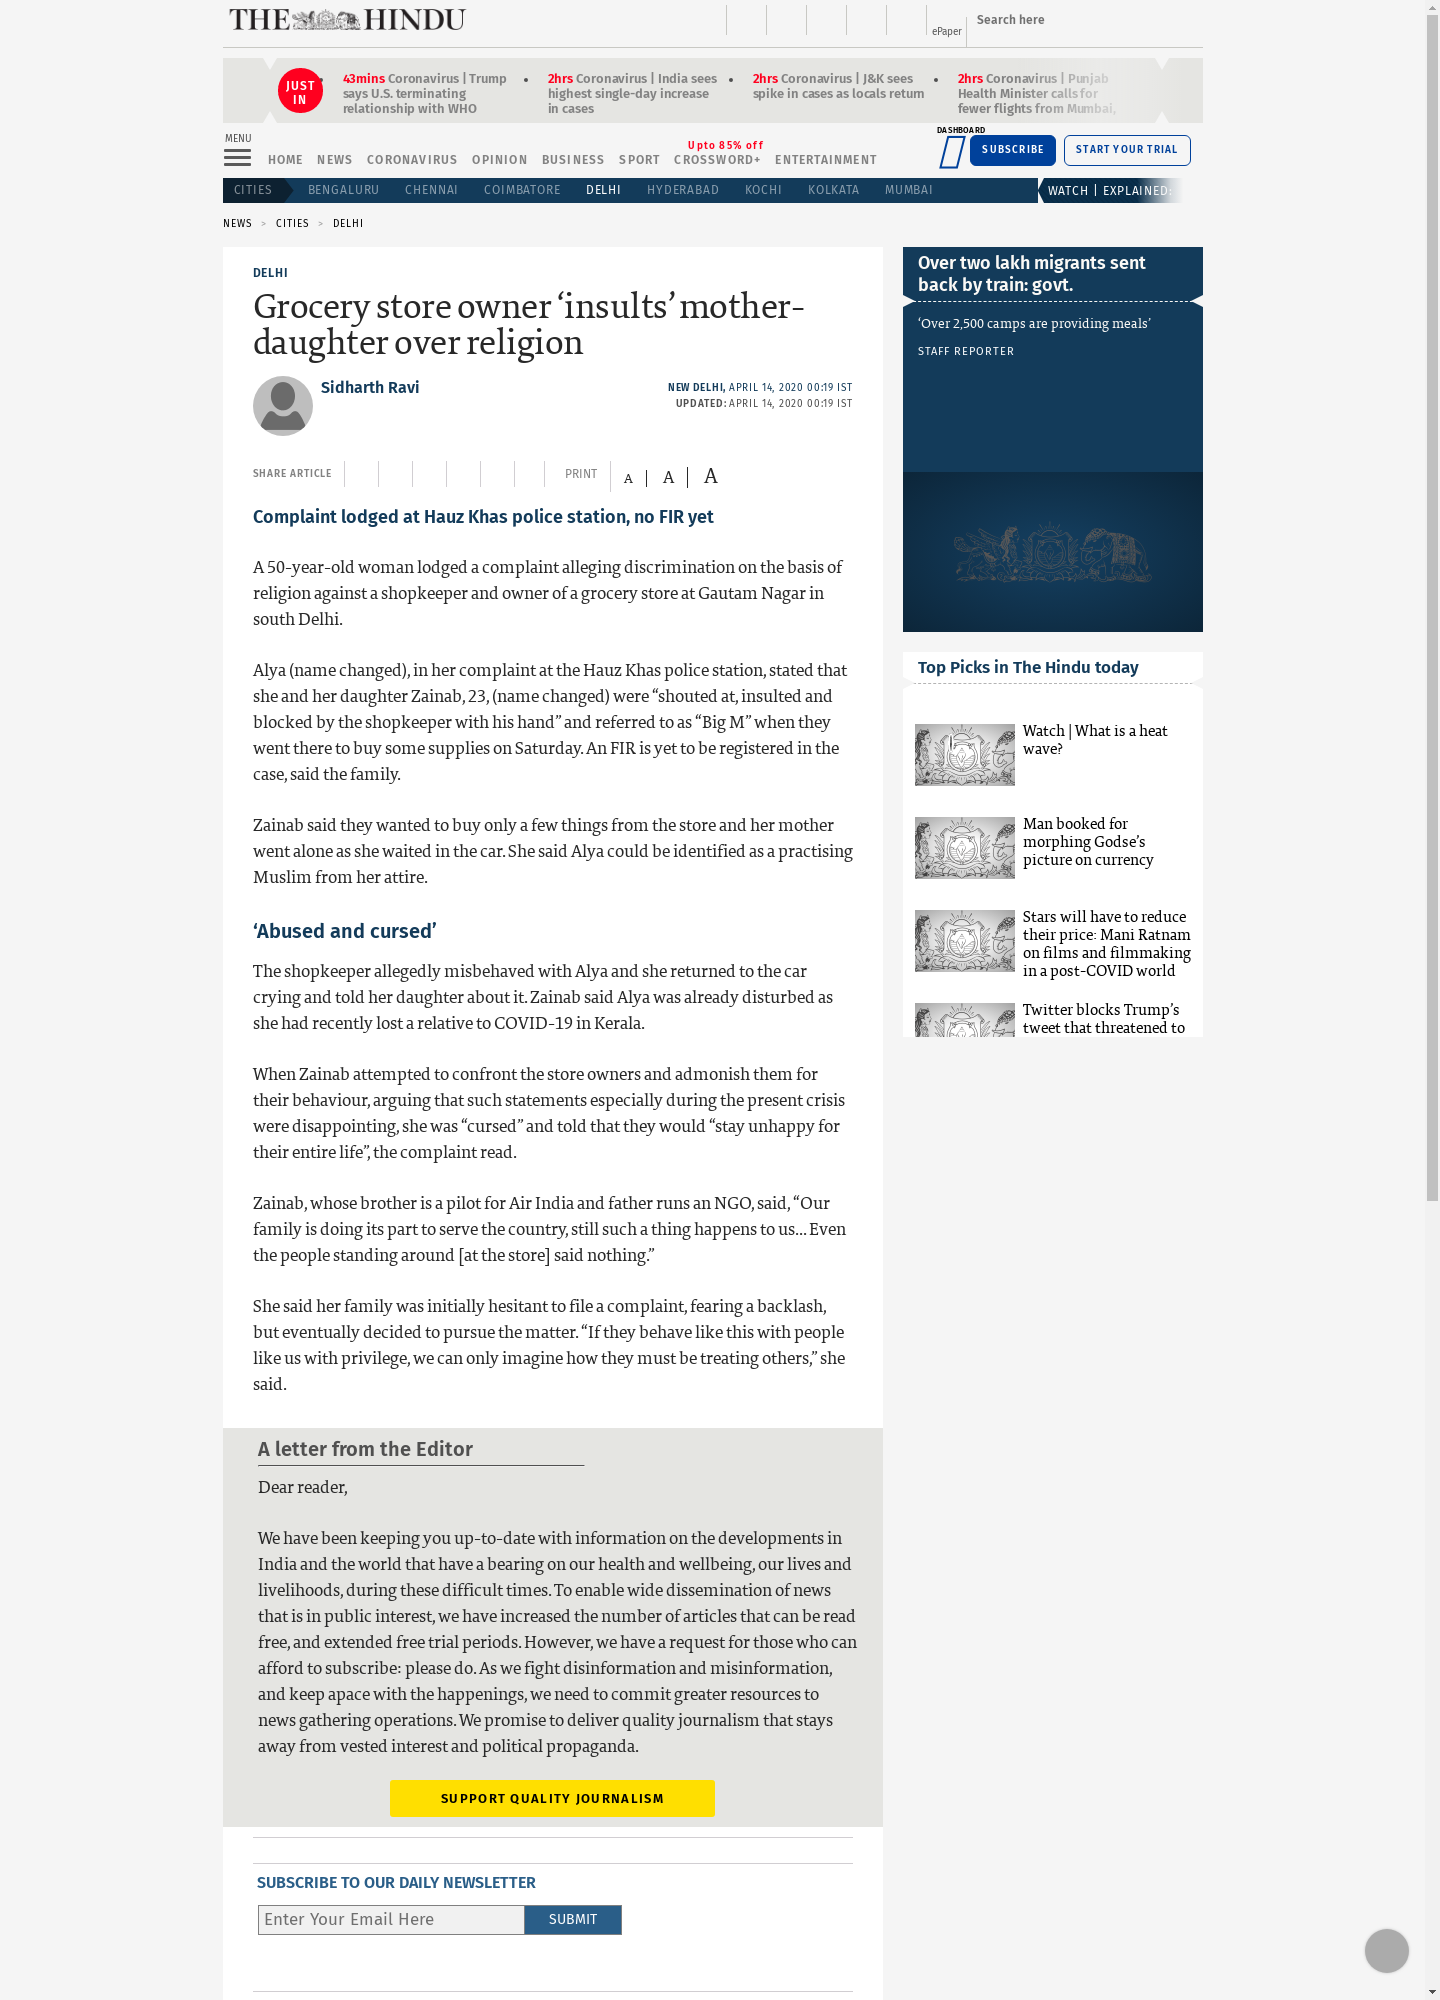 THE HINDU
ePaper
Search here
JUST
IN
43mins Coronavirus | Trump
says U.S. terminating
relationship with WHO
2hrs Coronavirus | India sees
highest single-day increase
in cases
2hrs Coronavirus | J&K sees
spike in cases as locals return
2hrs Coronavirus | Punjab
Health Minister calls for
fewer flights from Mumbai,
MENU
HOME NEWS CORONAVIRUS OPINION BUSINESS SPORT CROSSWORD+ ENTERTAINMENT
Upto 85% off
DASHBOARD
SUBSCRIBE
START YOUR TRIAL
CITIES BENGALURU CHENNAI COIMBATORE DELHI HYDERABAD KOCHI KOLKATA MUMBAI
WATCH | EXPLAINED:
NEWS > CITIES > DELHI
DELHI
Grocery store owner ‘insults’ mother-
daughter over religion
Sidharth Ravi
NEW DELHI, APRIL 14, 2020 00:19 IST
UPDATED: APRIL 14, 2020 00:19 IST
SHARE ARTICLE
PRINT
A | A | A
Complaint lodged at Hauz Khas police station, no FIR yet
A 50-year-old woman lodged a complaint alleging discrimination on the basis of
religion against a shopkeeper and owner of a grocery store at Gautam Nagar in
south Delhi.
Alya (name changed), in her complaint at the Hauz Khas police station, stated that
she and her daughter Zainab, 23, (name changed) were “shouted at, insulted and
blocked by the shopkeeper with his hand” and referred to as “Big M” when they
went there to buy some supplies on Saturday. An FIR is yet to be registered in the
case, said the family.
Zainab said they wanted to buy only a few things from the store and her mother
went alone as she waited in the car. She said Alya could be identified as a practising
Muslim from her attire.
‘Abused and cursed’
The shopkeeper allegedly misbehaved with Alya and she returned to the car
crying and told her daughter about it. Zainab said Alya was already disturbed as
she had recently lost a relative to COVID-19 in Kerala.
When Zainab attempted to confront the store owners and admonish them for
their behaviour, arguing that such statements especially during the present crisis
were disappointing, she was “cursed” and told that they would “stay unhappy for
their entire life”, the complaint read.
Zainab, whose brother is a pilot for Air India and father runs an NGO, said, “Our
family is doing its part to serve the country, still such a thing happens to us... Even
the people standing around [at the store] said nothing.”
She said her family was initially hesitant to file a complaint, fearing a backlash,
but eventually decided to pursue the matter. “If they behave like this with people
like us with privilege, we can only imagine how they must be treating others,” she
said.
A letter from the Editor
Dear reader,
We have been keeping you up-to-date with information on the developments in
India and the world that have a bearing on our health and wellbeing, our lives and
livelihoods, during these difficult times. To enable wide dissemination of news
that is in public interest, we have increased the number of articles that can be read
free, and extended free trial periods. However, we have a request for those who can
afford to subscribe: please do. As we fight disinformation and misinformation,
and keep apace with the happenings, we need to commit greater resources to
news gathering operations. We promise to deliver quality journalism that stays
away from vested interest and political propaganda.
SUPPORT QUALITY JOURNALISM
SUBSCRIBE TO OUR DAILY NEWSLETTER
Enter Your Email Here
SUBMIT
Over two lakh migrants sent
back by train: govt.
‘Over 2,500 camps are providing meals’
STAFF REPORTER
Top Picks in The Hindu today
Watch | What is a heat
wave?
Man booked for
morphing Godse’s
picture on currency
Stars will have to reduce
their price: Mani Ratnam
on films and filmmaking
in a post-COVID world
Twitter blocks Trump’s
tweet that threatened to